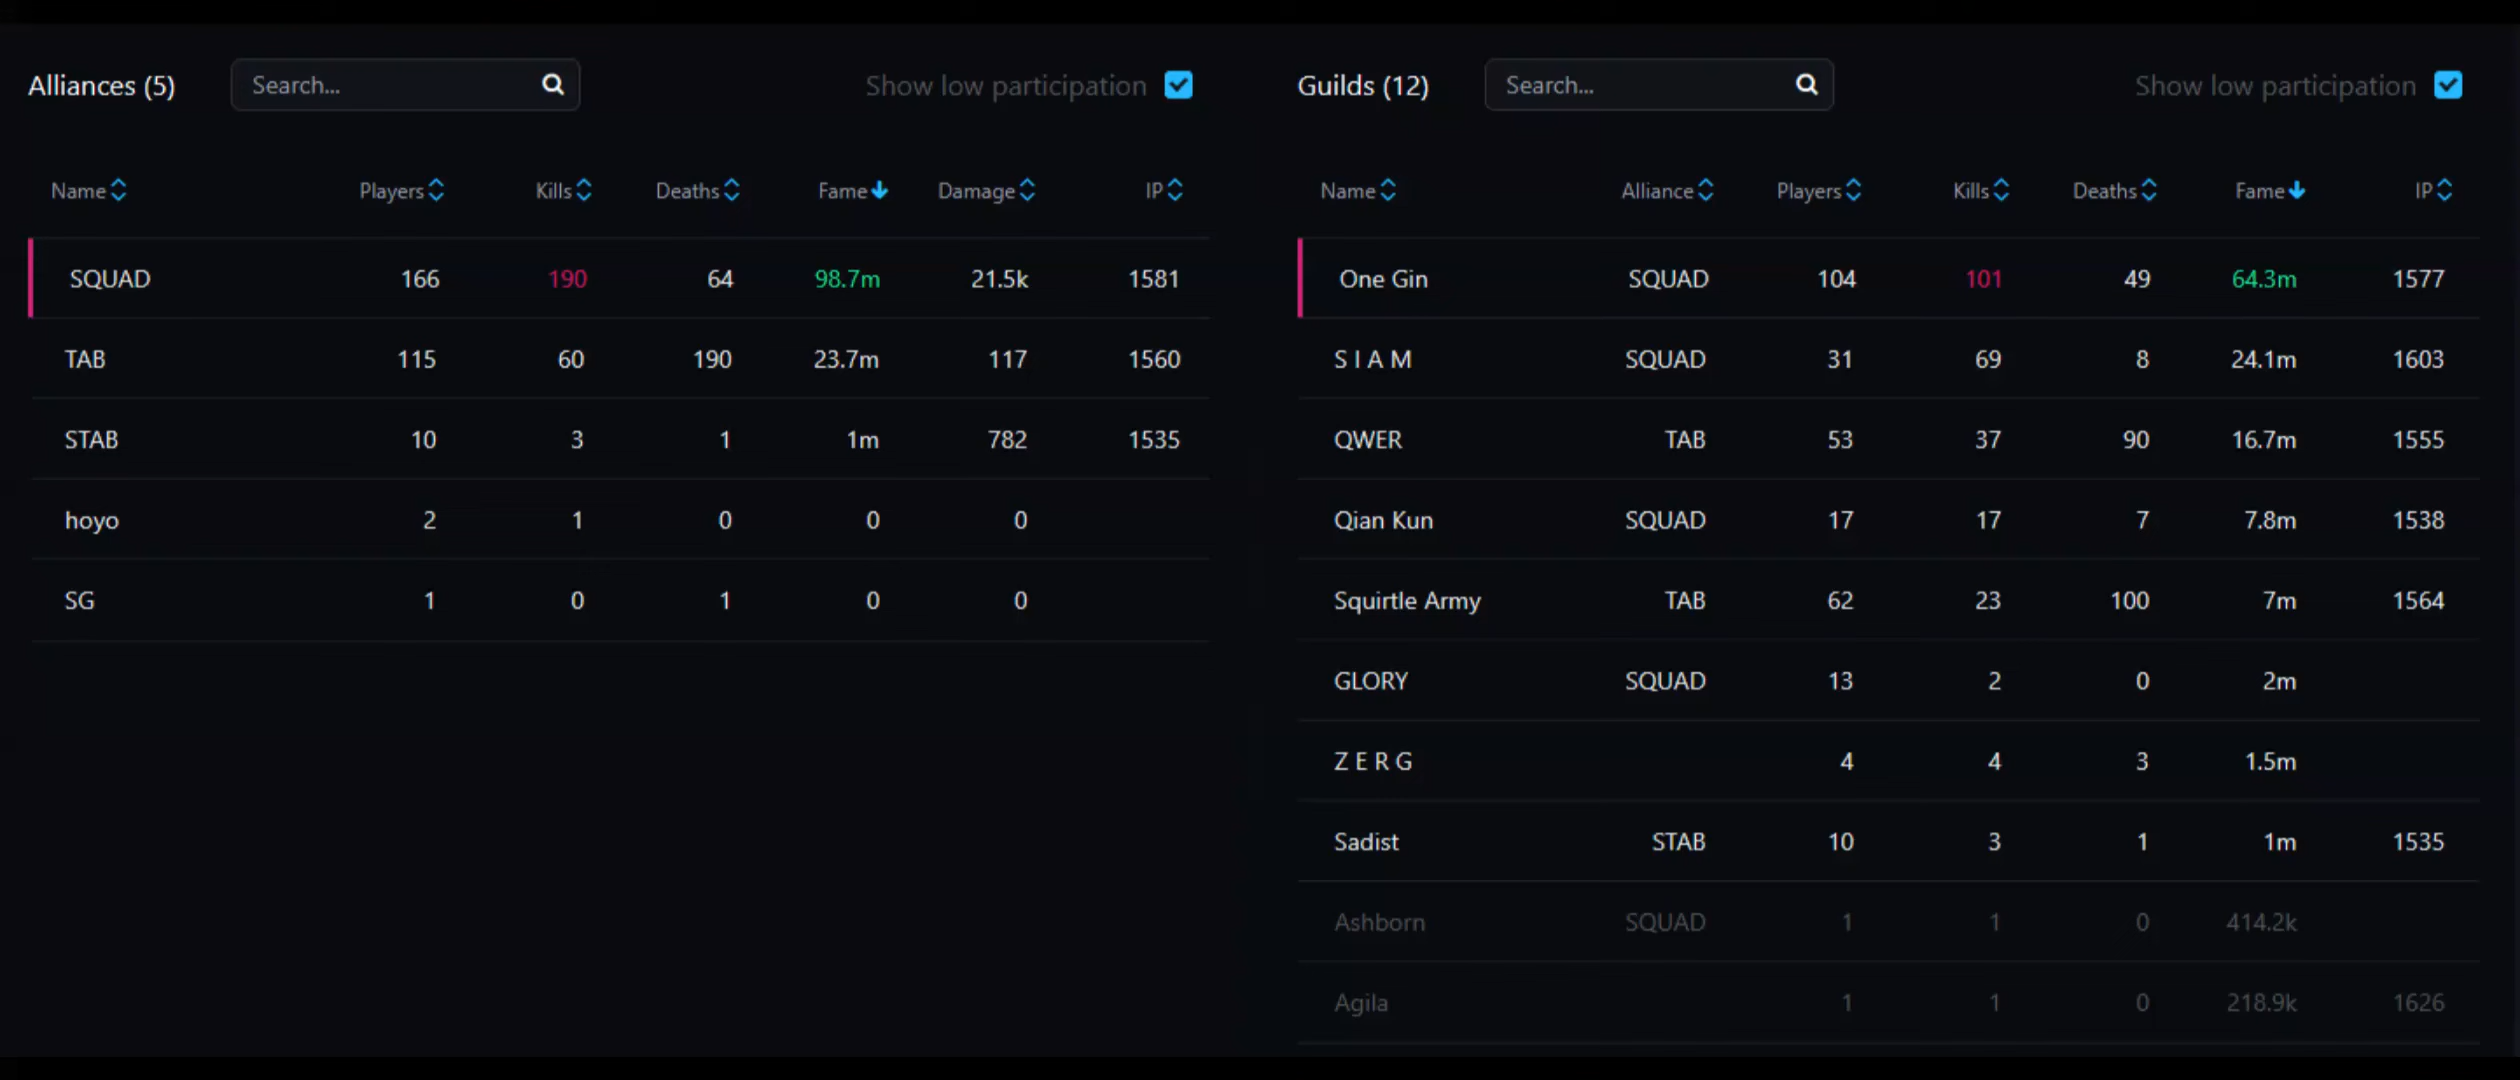 Alliances (5) Search... Show low participation
Name Players Kills Deaths Fame Damage IP
SQUAD 166 190 64 98.7m 21.5k 1581
TAB 115 60 190 23.7m 117 1560
STAB 10 3 1 1m 782 1535
hoyo 2 1 0 0 0
SG 1 0 1 0 0
Guilds (12) Search... Show low participation
Name Alliance Players Kills Deaths Fame IP
One Gin SQUAD 104 101 49 64.3m 1577
S I A M SQUAD 31 69 8 24.1m 1603
QWER TAB 53 37 90 16.7m 1555
Qian Kun SQUAD 17 17 7 7.8m 1538
Squirtle Army TAB 62 23 100 7m 1564
GLORY SQUAD 13 2 0 2m
Z E R G 4 4 3 1.5m
Sadist STAB 10 3 1 1m 1535
Ashborn SQUAD 1 1 0 414.2k
Agila 1 1 0 218.9k 1626